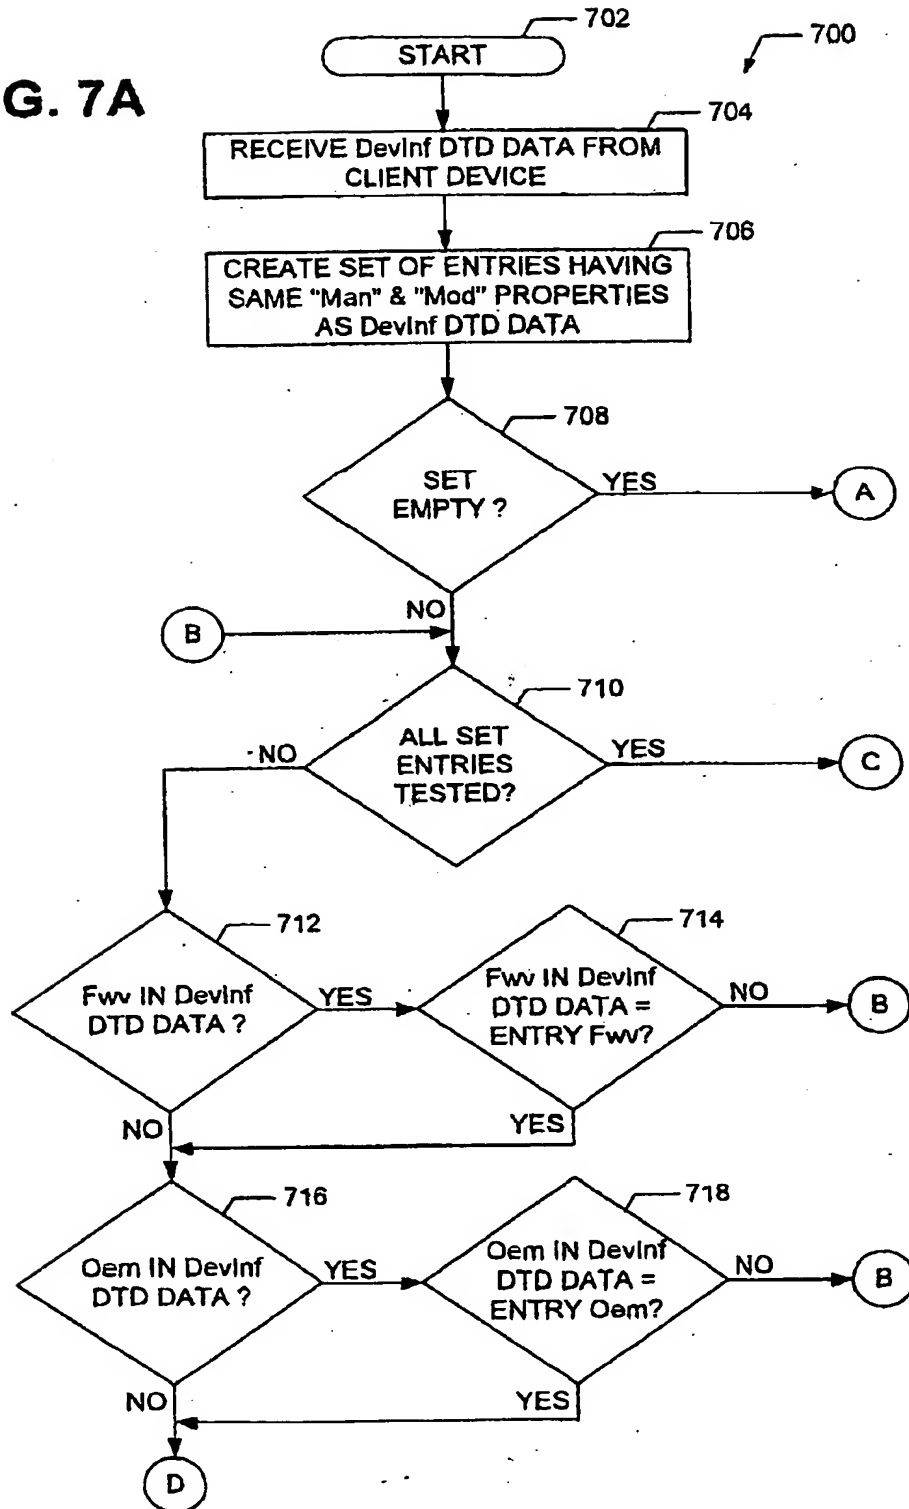 702
START
700
G. 7A
704
RECEIVE DevInf DTD DATA FROM
CLIENT DEVICE
706
CREATE SET OF ENTRIES HAVING
SAME "Man" & "Mod" PROPERTIES
AS DevInf DTD DATA
708
SET
EMPTY ?
YES
A
NO
B
710
ALL SET
ENTRIES
TESTED?
NO
YES
C
712
Fwv IN DevInf
DTD DATA ?
YES
714
Fwv IN DevInf
DTD DATA =
ENTRY Fwv?
NO
B
NO
YES
716
Oem IN DevInf
DTD DATA ?
YES
718
Oem IN DevInf
DTD DATA =
ENTRY Oem?
NO
B
NO
YES
D